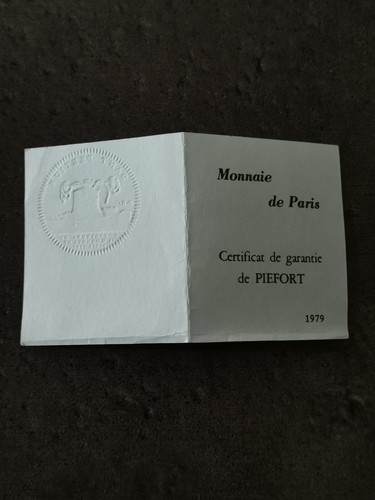 Monnaie
de Paris
Certificat de garantie
de PIEFORT
1979